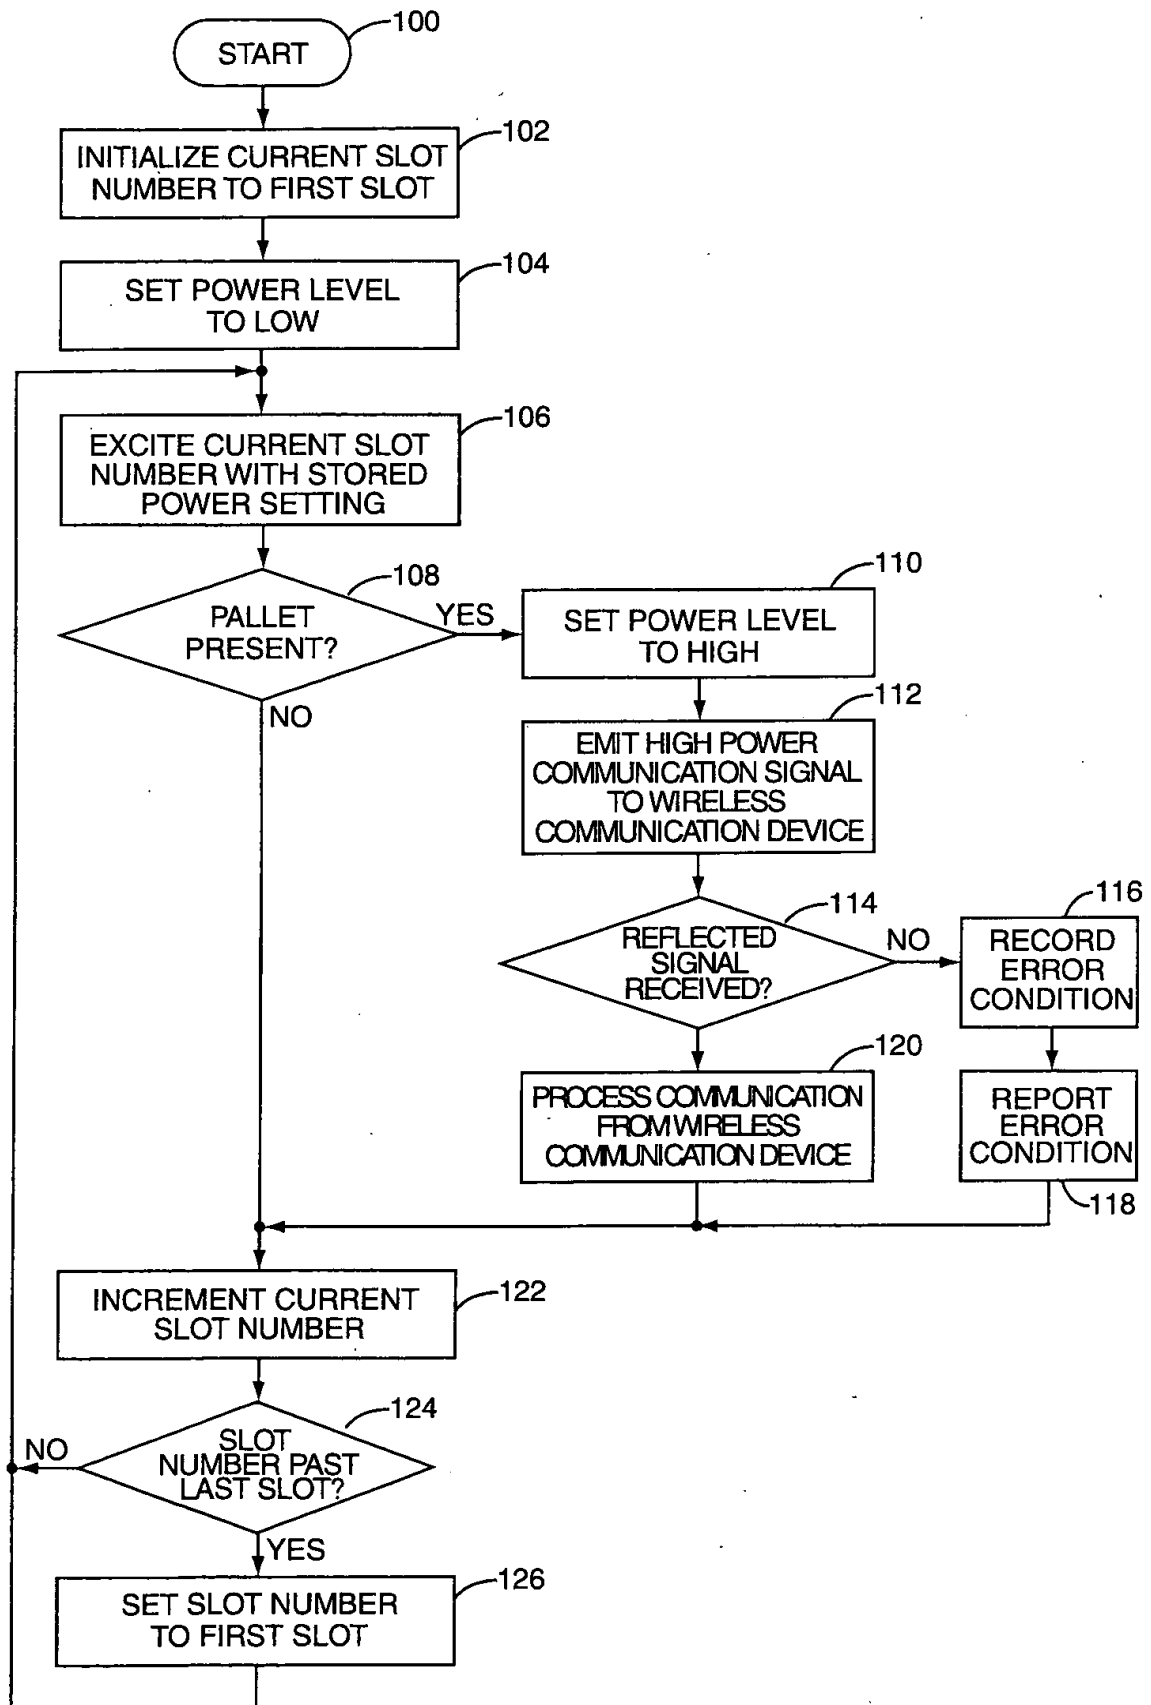 START
100
INITIALIZE CURRENT SLOT
NUMBER TO FIRST SLOT
102
SET POWER LEVEL
TO LOW
104
EXCITE CURRENT SLOT
NUMBER WITH STORED
POWER SETTING
106
PALLET
PRESENT?
108
YES
NO
SET POWER LEVEL
TO HIGH
110
EMIT HIGH POWER
COMMUNICATION SIGNAL
TO WIRELESS
COMMUNICATION DEVICE
112
REFLECTED
SIGNAL
RECEIVED?
114
NO
RECORD
ERROR
CONDITION
116
PROCESS COMMUNICATION
FROM WIRELESS
COMMUNICATION DEVICE
120
REPORT
ERROR
CONDITION
118
INCREMENT CURRENT
SLOT NUMBER
122
SLOT
NUMBER PAST
LAST SLOT?
124
NO
YES
SET SLOT NUMBER
TO FIRST SLOT
126